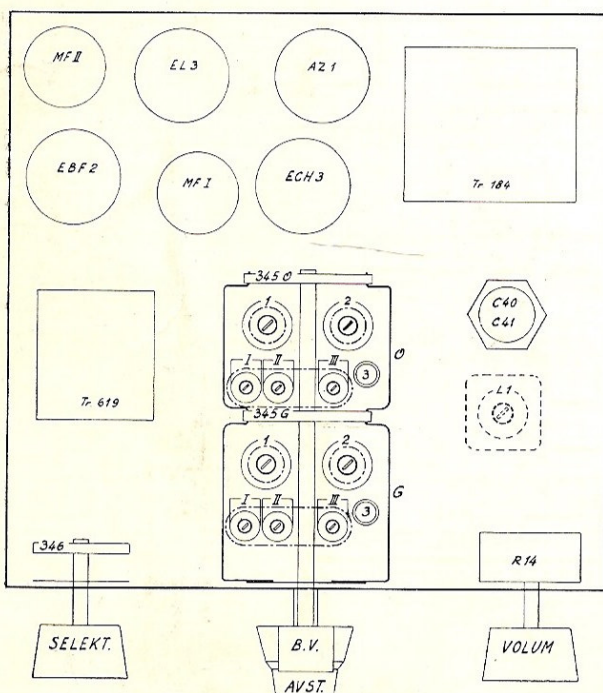 MF II
EL 3
AZ 1
EBF 2
MF I
ECH 3
Tr. 184
345 O
1
2
I
II
III
3
O
C40
C41
Tr. 619
L1
345 G
1
2
I
II
III
3
G
346
R 14
SELEKT.
B.V.
AVST.
VOLUM